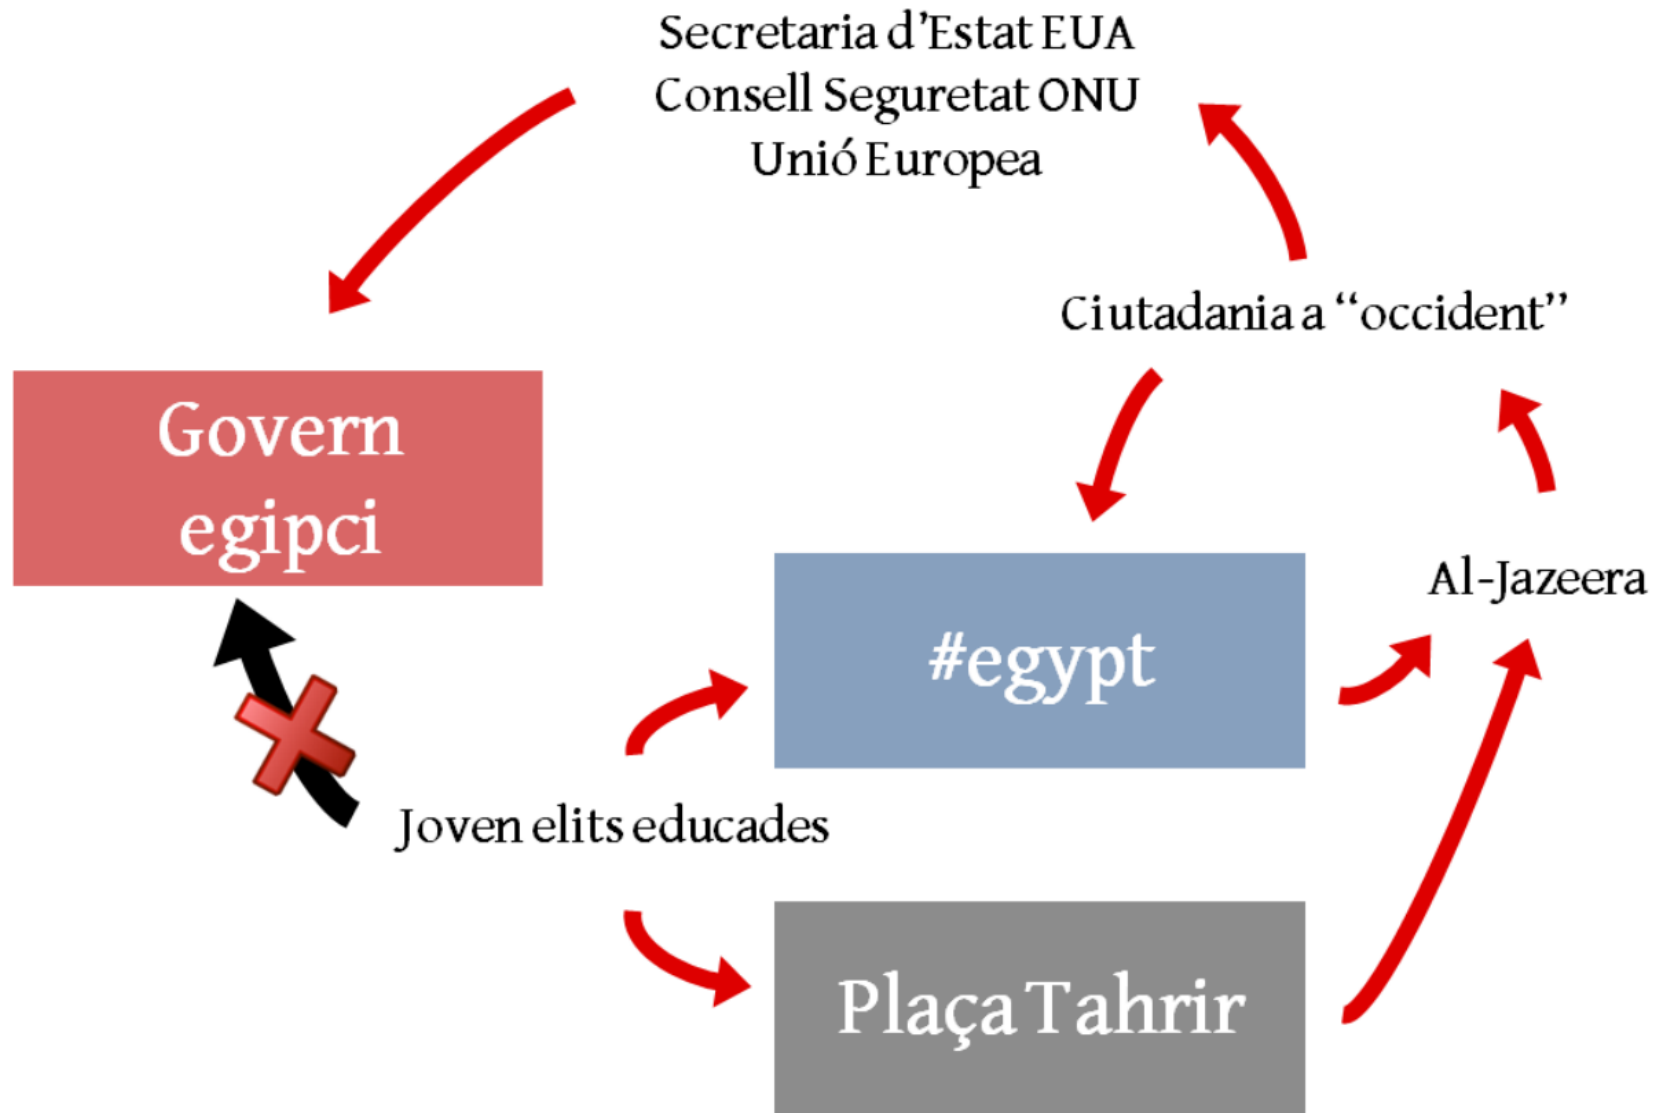 Secretaria d’Estat EUA
Consell Seguretat ONU
Unió Europea
Ciutadania a “occident”
Govern
egipci
Al-Jazeera
#egypt
Joven elits educades
Plaça Tahrir